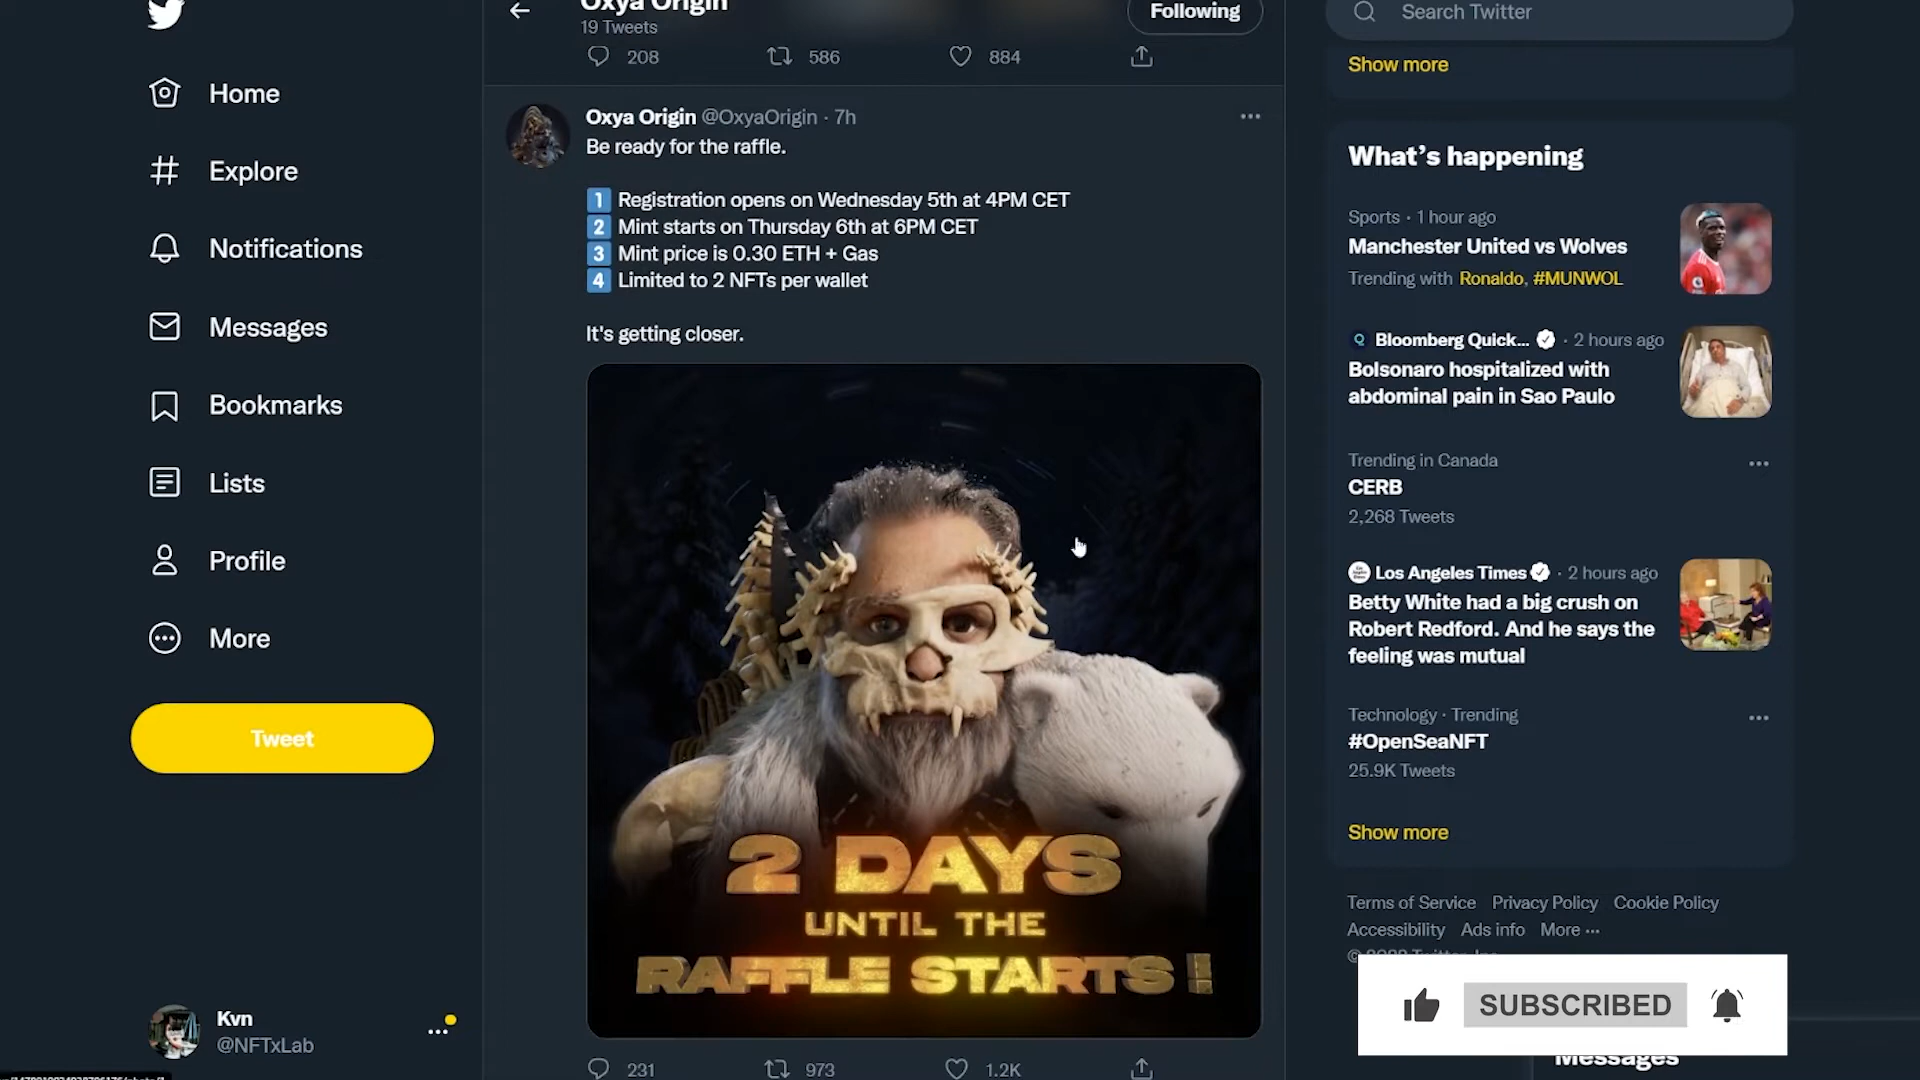 Oxya Origin
19 Tweets
Following
Search Twitter
208 586 884
Show more
Home
Explore
Notifications
Messages
Bookmarks
Lists
Profile
More
Tweet
Kvn
@NFTxLab
Oxya Origin @OxyaOrigin · 7h
Be ready for the raffle.
1 Registration opens on Wednesday 5th at 4PM CET
2 Mint starts on Thursday 6th at 6PM CET
3 Mint price is 0.30 ETH + Gas
4 Limited to 2 NFTs per wallet
It's getting closer.
2 DAYS
UNTIL THE
RAFFLE STARTS !
231 973 1.2K
What’s happening
Sports · 1 hour ago
Manchester United vs Wolves
Trending with Ronaldo, #MUNWOL
Bloomberg Quick... · 2 hours ago
Bolsonaro hospitalized with
abdominal pain in Sao Paulo
Trending in Canada
CERB
2,268 Tweets
Los Angeles Times · 2 hours ago
Betty White had a big crush on
Robert Redford. And he says the
feeling was mutual
Technology · Trending
#OpenSeaNFT
25.9K Tweets
Show more
Terms of Service Privacy Policy Cookie Policy
Accessibility Ads info More ···
SUBSCRIBED
Messages